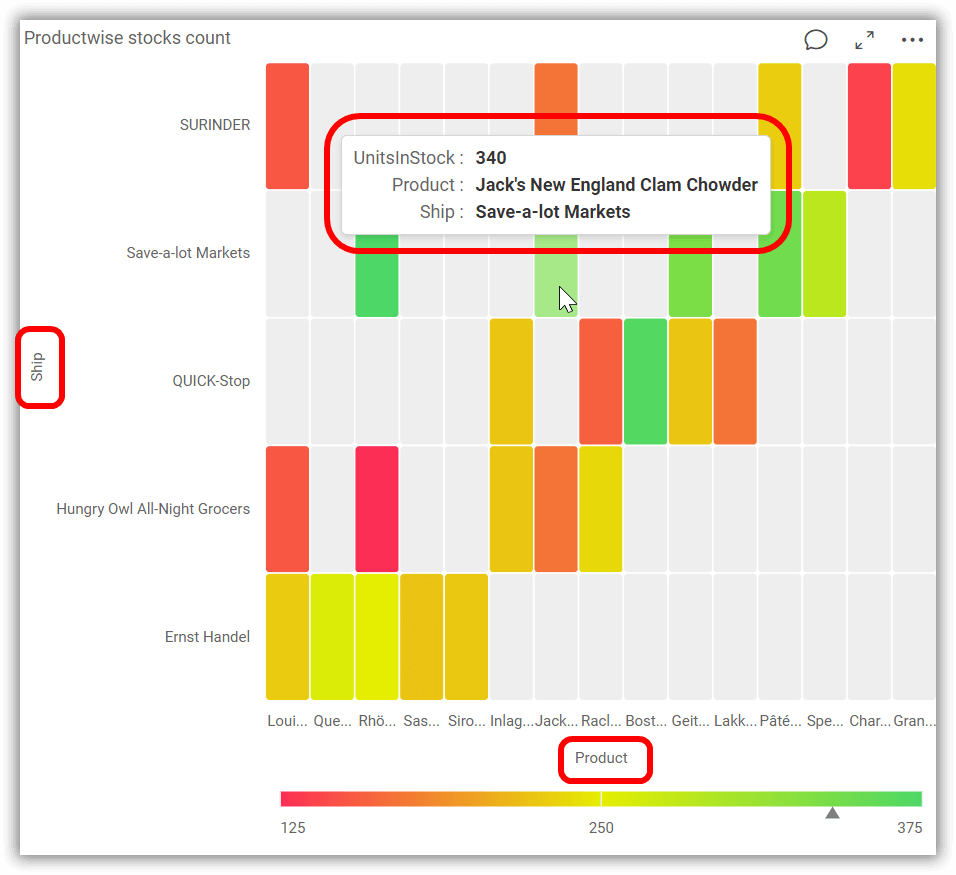 Productwise stocks count
SURINDER
UnitsInStock : 340
Product : Jack's New England Clam Chowder
Ship : Save-a-lot Markets
Save-a-lot Markets
Ship
QUICK-Stop
Hungry Owl All-Night Grocers
Ernst Handel
Loui... Que... Rhö... Sas... Siro... Inlag... Jack... Racl... Bost... Geit... Lakk... Pâté... Spe... Char... Gran...
Product
125 250 375